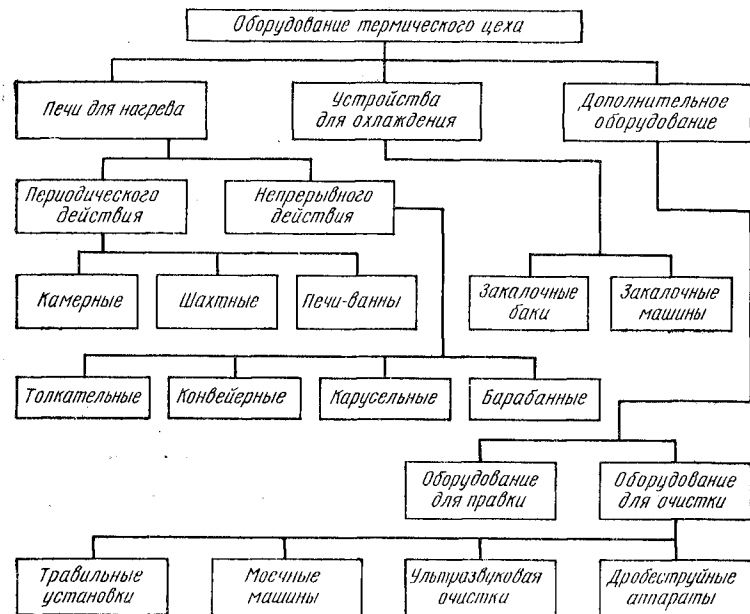 Оборудование термического цеха
Печи для нагрева
Устройства
для охлаждения
Дополнительное
оборудование
Периодического
действия
Непрерывного
действия
Камерные
Шахтные
Печи-ванны
Закалочные
баки
Закалочные
машины
Толкательные
Конвейерные
Карусельные
Барабанные
Оборудование
для правки
Оборудование
для очистки
Травильные
установки
Моечные
машины
Ультразвуковая
очистка
Дробеструйные
аппараты